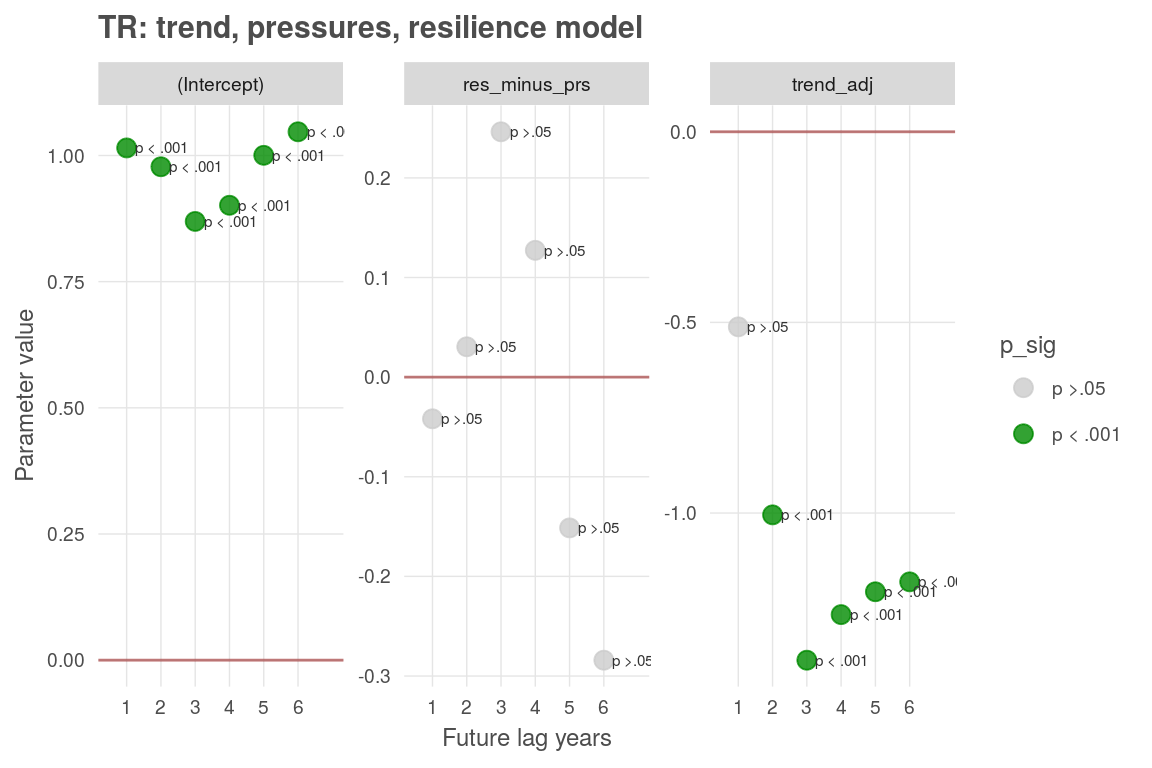 TR: trend, pressures, resilience model
(Intercept)
res_minus_prs
trend_adj
Parameter value
1.00
0.75
0.50
0.25
0.00
p < .001
p < .001
p < .001
p < .001
p < .001
p < .0
1 2 3 4 5 6
0.2
0.1
0.0
-0.1
-0.2
-0.3
p >.05
p >.05
p >.05
p >.05
p >.05
p >.05
1 2 3 4 5 6
0.0
-0.5
-1.0
p >.05
p < .001
p < .001
p < .001
p < .001
p < .00
1 2 3 4 5 6
Future lag years
p_sig
p >.05
p < .001